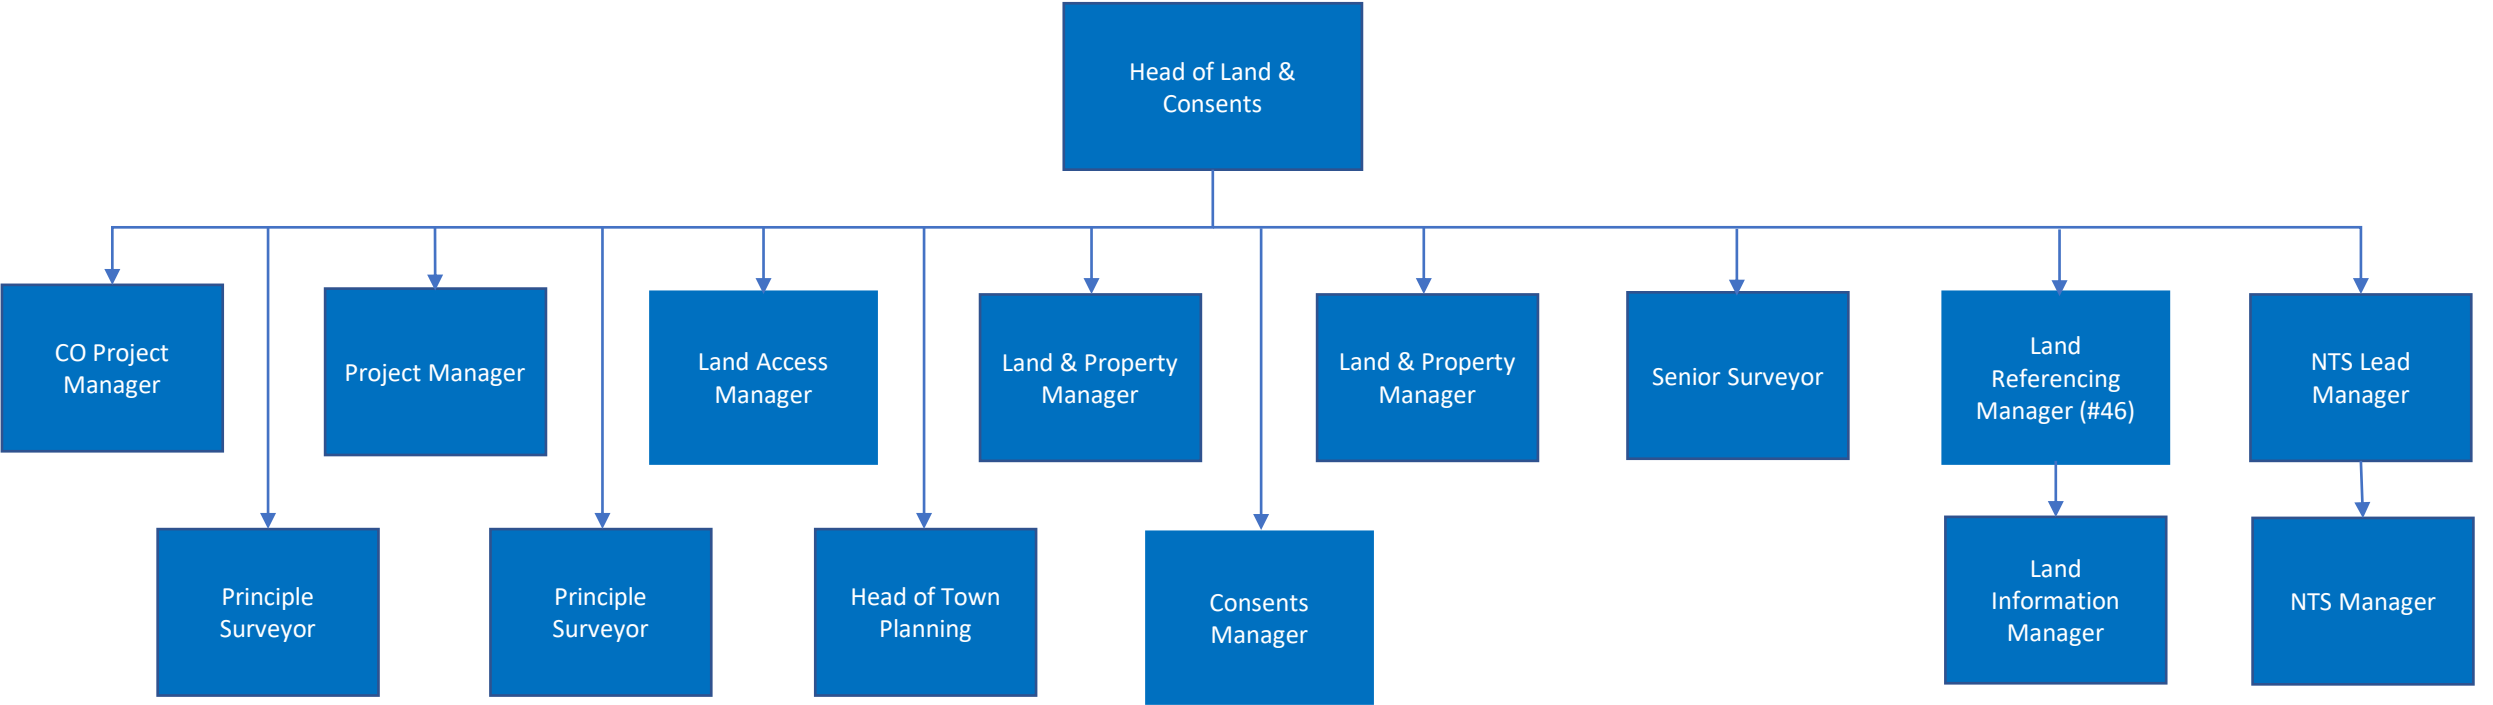 Head of Land &
Consents
CO Project
Manager
Project Manager
Land Access
Manager
Land & Property
Manager
Land & Property
Manager
Senior Surveyor
Land
Referencing
Manager (#46)
NTS Lead
Manager
Principle
Surveyor
Principle
Surveyor
Head of Town
Planning
Consents
Manager
Land
Information
Manager
NTS Manager